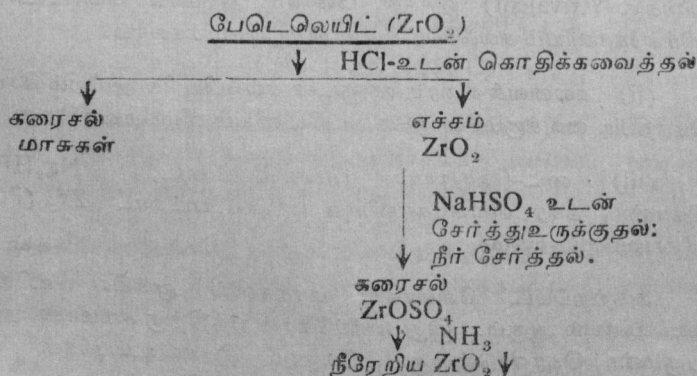 பேடெலெயிட் (ZrO₂)
HCl-உடன் கொதிக்கவைத்தல்
கரைசல்
மாசுகள்
எச்சம்
ZrO₂
NaHSO₄ உடன்
சேர்த்துஉருக்குதல்:
நீர் சேர்த்தல்.
கரைசல்
ZrOSO₄
NH₃
நீரேறிய ZrO₂↓